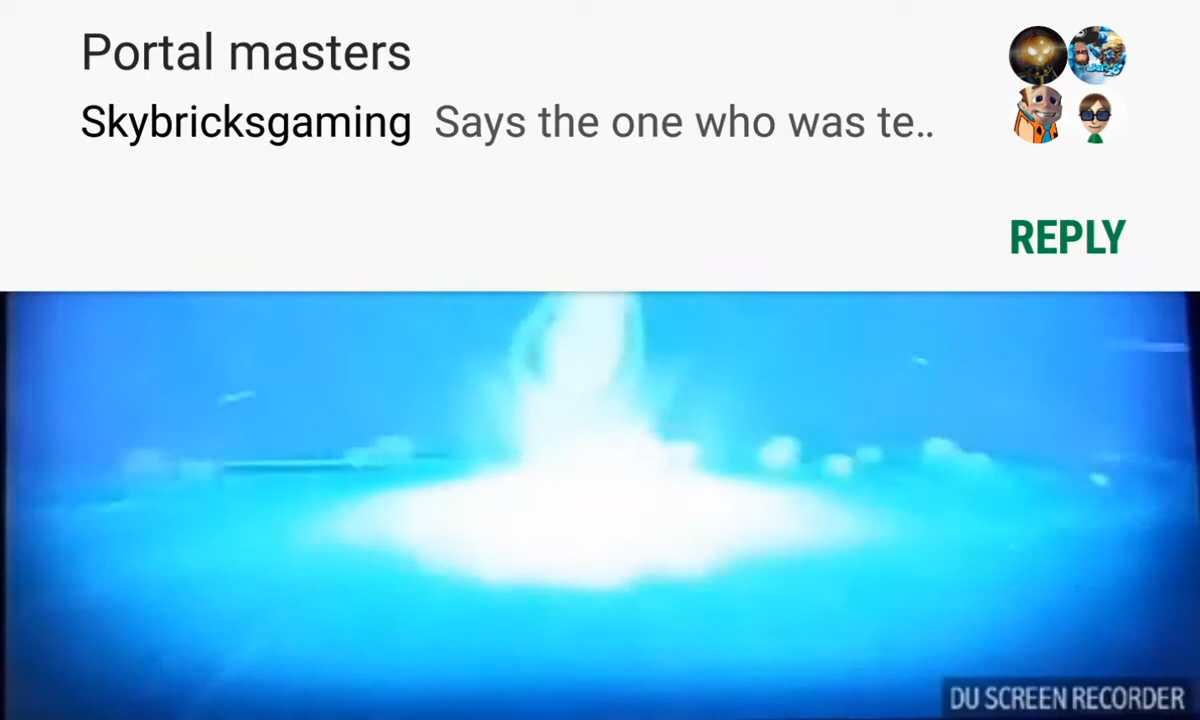 Portal masters
Skybricksgaming Says the one who was te..
REPLY
DU SCREEN RECORDER